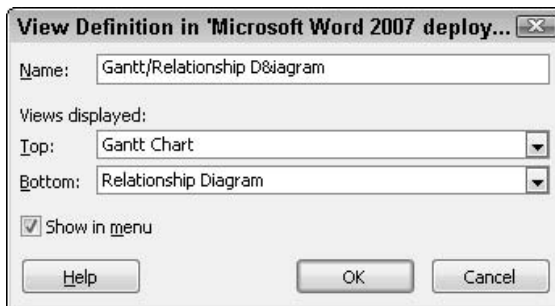 View Definition in 'Microsoft Word 2007 deploy...
Name: Gantt/Relationship D&iagram
Views displayed:
Top: Gantt Chart
Bottom: Relationship Diagram
Show in menu
Help OK Cancel